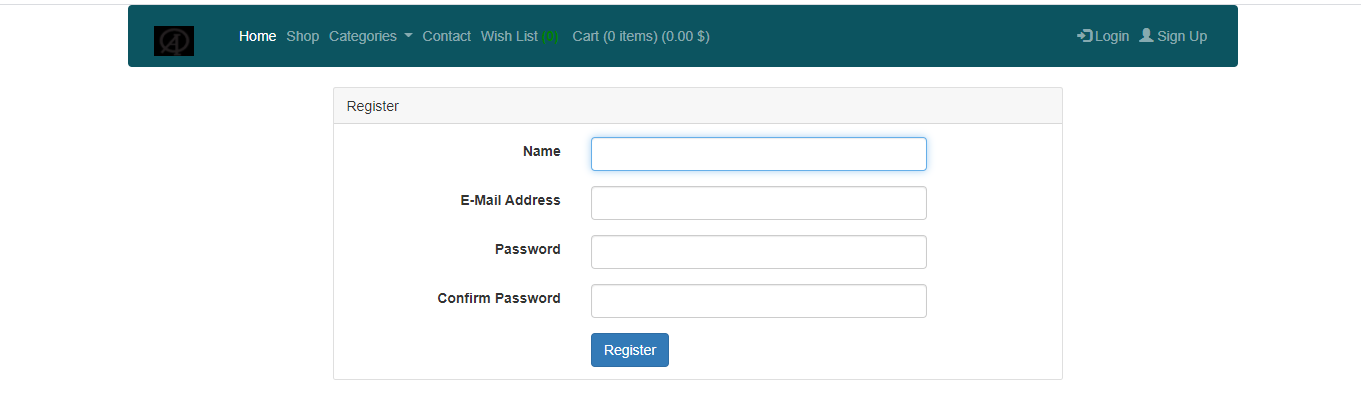 Home Shop Categories Contact Wish List (0) Cart (0 items) (0.00 $) Login Sign Up
Register
Name
E-Mail Address
Password
Confirm Password
Register